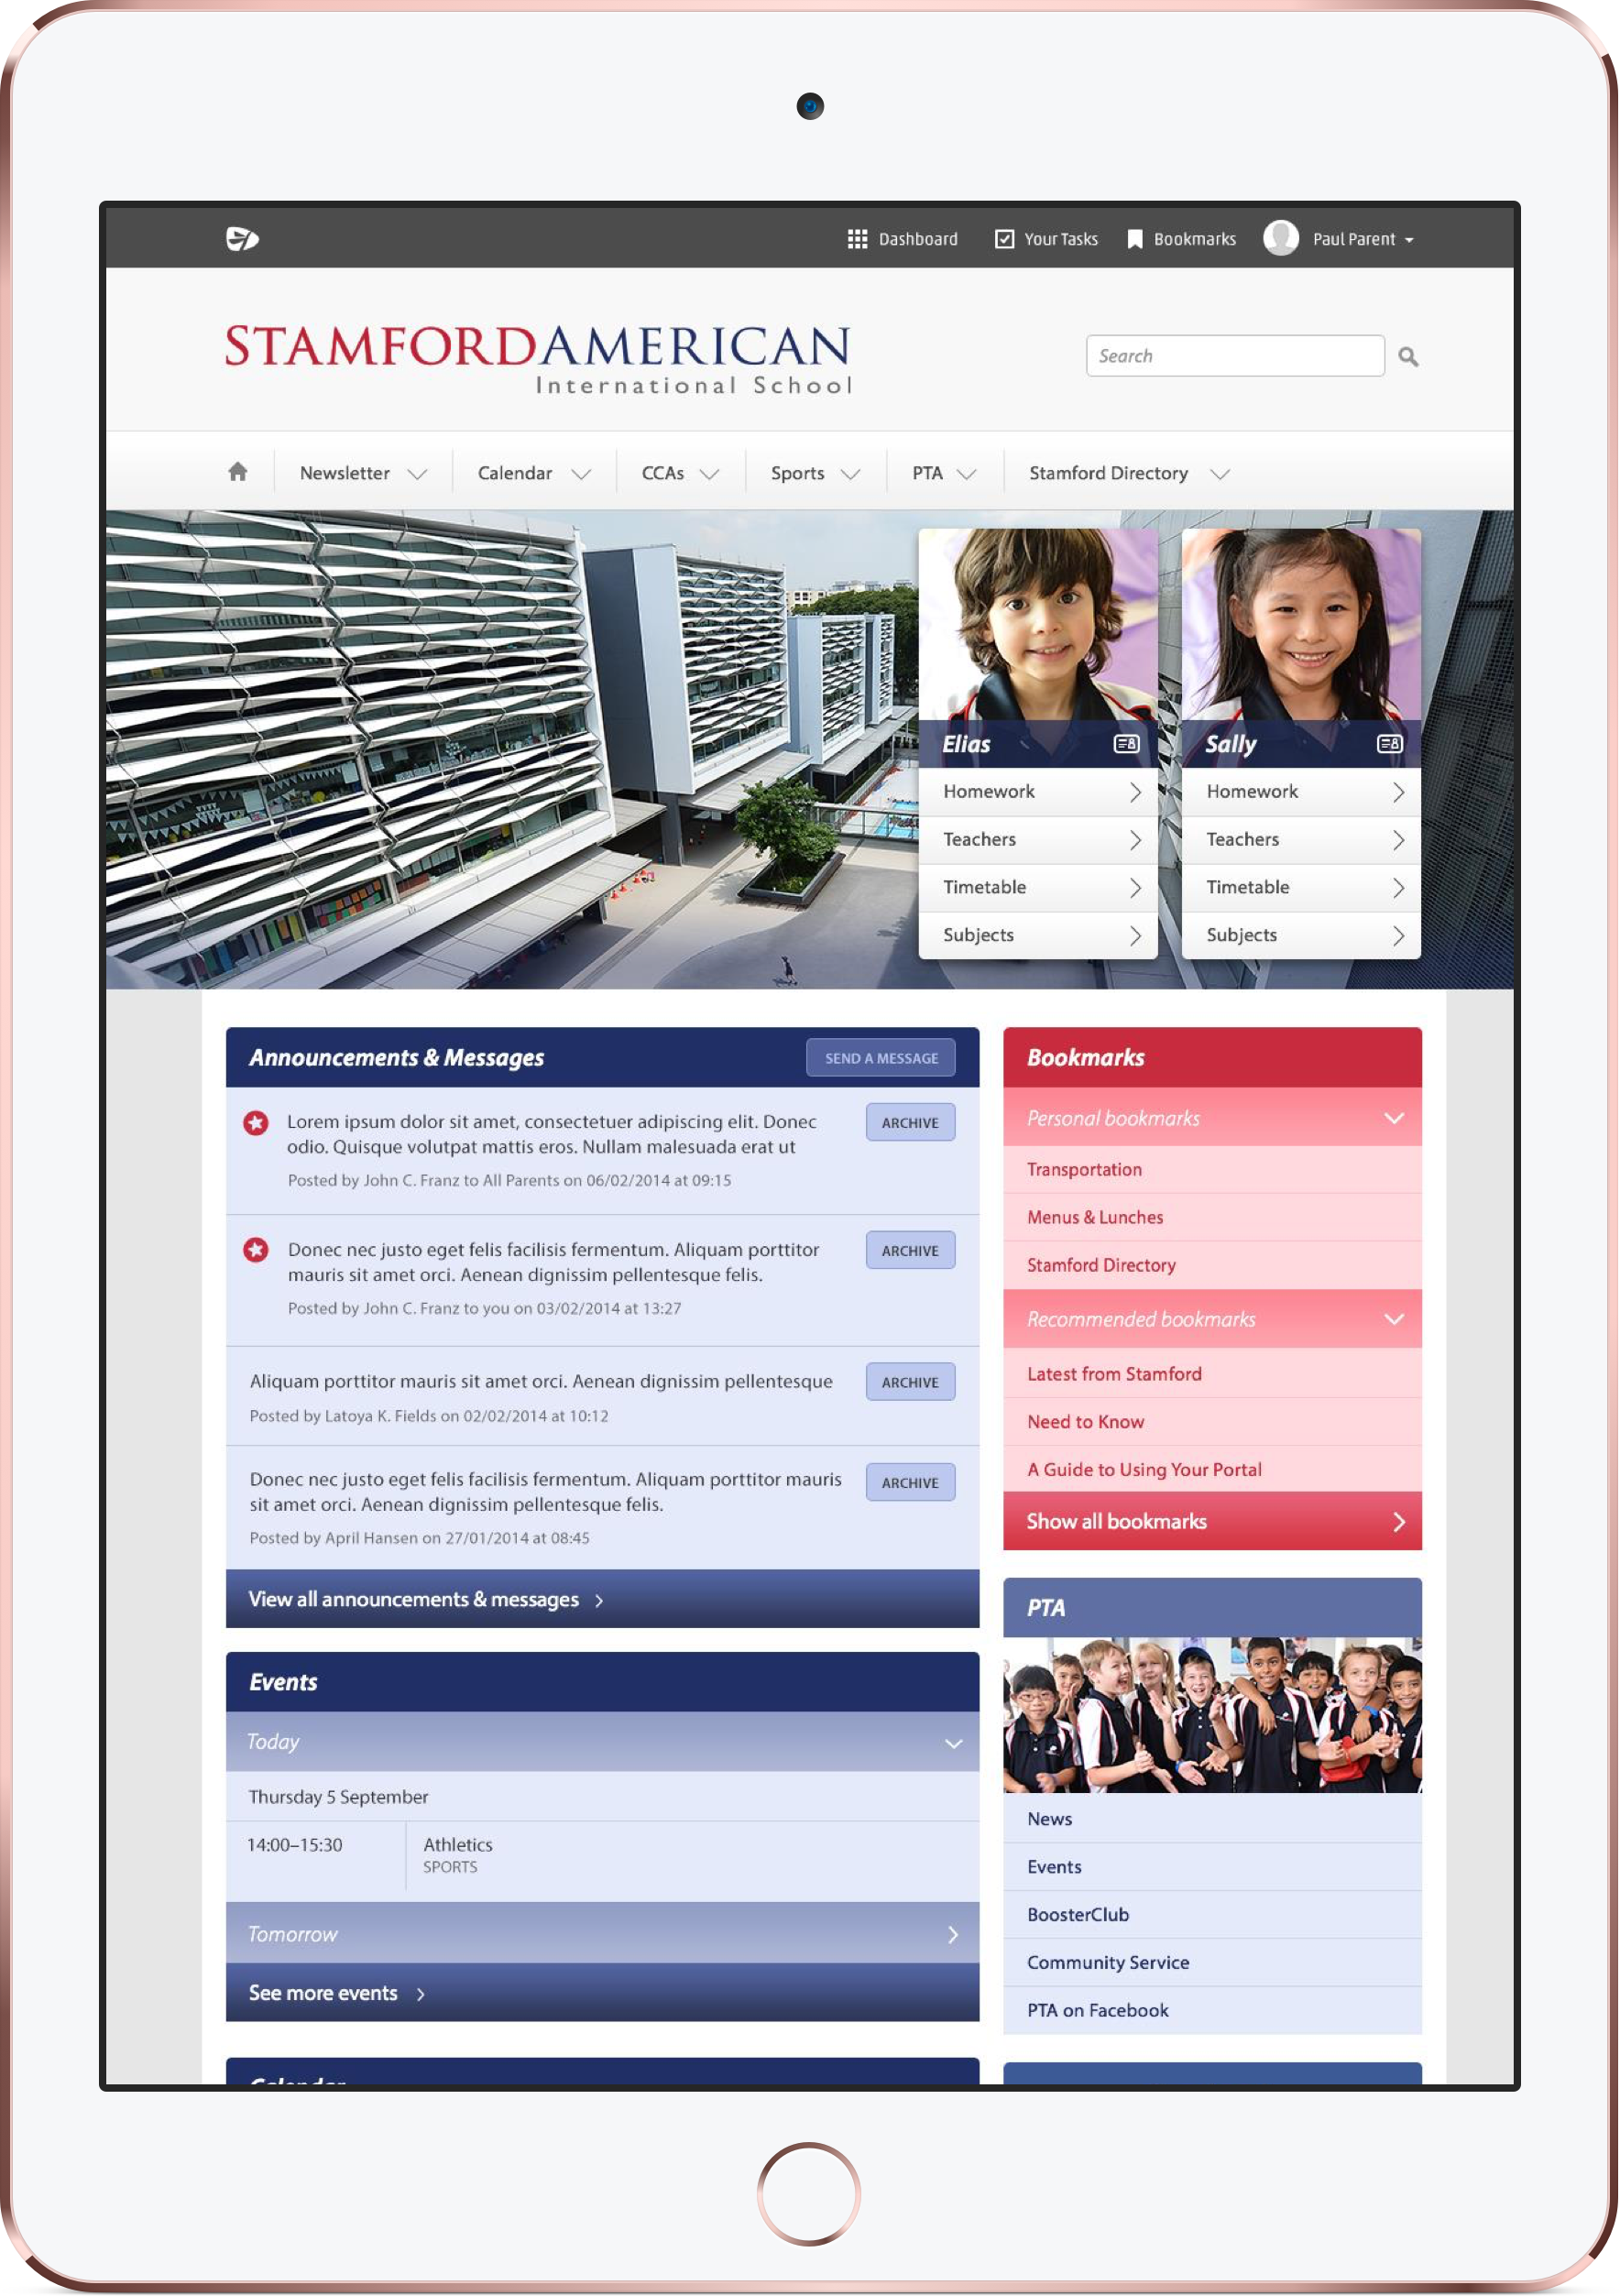 Dashboard
Your Tasks
Bookmarks
Paul Parent
STAMFORDAMERICAN
International School
Search
Newsletter
Calendar
CCAs
Sports
PTA
Stamford Directory
Elias
Homework
Teachers
Timetable
Subjects
Sally
Homework
Teachers
Timetable
Subjects
Announcements & Messages
SEND A MESSAGE
Lorem ipsum dolor sit amet, consectetuer adipiscing elit. Donec
odio. Quisque volutpat mattis eros. Nullam malesuada erat ut
Posted by John C. Franz to All Parents on 06/02/2014 at 09:15
ARCHIVE
Donec nec justo eget felis facilisis fermentum. Aliquam porttitor
mauris sit amet orci. Aenean dignissim pellentesque felis.
Posted by John C. Franz to you on 03/02/2014 at 13:27
ARCHIVE
Aliquam porttitor mauris sit amet orci. Aenean dignissim pellentesque
Posted by Latoya K. Fields on 02/02/2014 at 10:12
ARCHIVE
Donec nec justo eget felis facilisis fermentum. Aliquam porttitor mauris
sit amet orci. Aenean dignissim pellentesque felis.
Posted by April Hansen on 27/01/2014 at 08:45
ARCHIVE
View all announcements & messages
Events
Today
Thursday 5 September
14:00–15:30
Athletics
SPORTS
Tomorrow
See more events
Calendar
Bookmarks
Personal bookmarks
Transportation
Menus & Lunches
Stamford Directory
Recommended bookmarks
Latest from Stamford
Need to Know
A Guide to Using Your Portal
Show all bookmarks
PTA
News
Events
BoosterClub
Community Service
PTA on Facebook